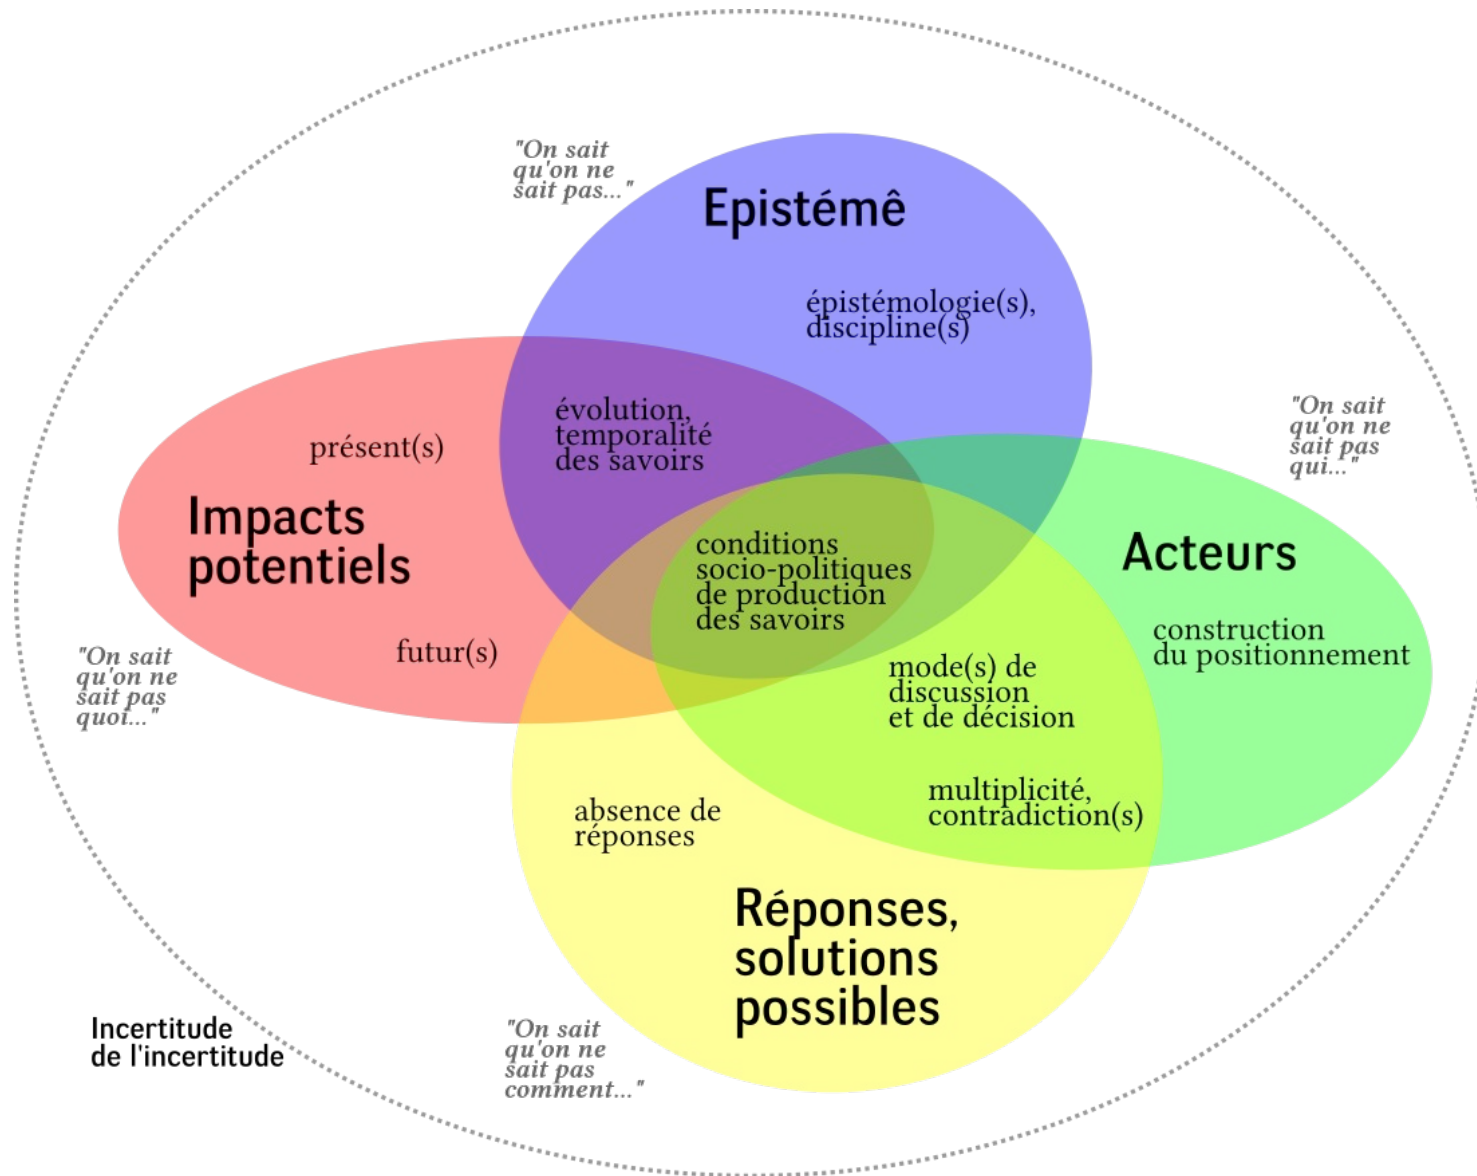 "On sait
qu'on ne
sait pas..."
Epistémê
épistémologie(s),
discipline(s)
évolution,
temporalité
des savoirs
présent(s)
Impacts
potentiels
futur(s)
"On sait
qu'on ne
sait pas
quoi..."
"On sait
qu'on ne
sait pas
qui..."
Acteurs
construction
du positionnement
conditions
socio-politiques
de production
des savoirs
mode(s) de
discussion
et de décision
multiplicité,
contradiction(s)
absence de
réponses
Réponses,
solutions
possibles
"On sait
qu'on ne
sait pas
comment..."
Incertitude
de l'incertitude